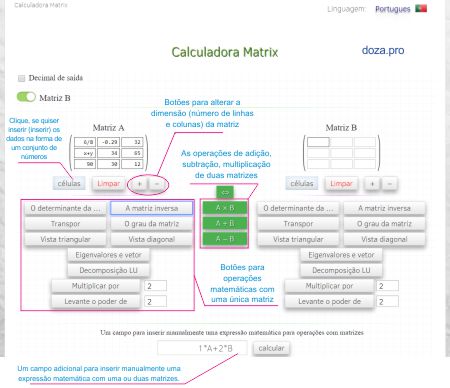 Calculadora Matrix
Linguagem: Portugues
Calculadora Matrix
doza.pro
Decimal de saída
Matriz B
Botões para alterar a
dimensão (número de linhas
e colunas) da matriz
Clique, se quiser
inserir (inserir) os
dados na forma de
um conjunto de
números
Matriz A
6/8 -0.29 32
x+y 34 65
90 30 12
As operações de adição,
subtração, multiplicação
de duas matrizes
Matriz B
células Limpar + −
células Limpar + −
⇔
O determinante da ... A matriz inversa
A × B
O determinante da ... A matriz inversa
Transpor O grau da matriz
A + B
Transpor O grau da matriz
Vista triangular Vista diagonal
A − B
Vista triangular Vista diagonal
Eigenvalores e vetor
Eigenvalores e vetor
Decomposição LU
Decomposição LU
Multiplicar por 2
Multiplicar por 2
Levante o poder de 2
Levante o poder de 2
Botões para
operações
matemáticas com
uma única matriz
Um campo para inserir manualmente uma expressão matemática para operações com matrizes
1*A+2*B calcular
Um campo adicional para inserir manualmente uma
expressão matemática com uma ou duas matrizes.